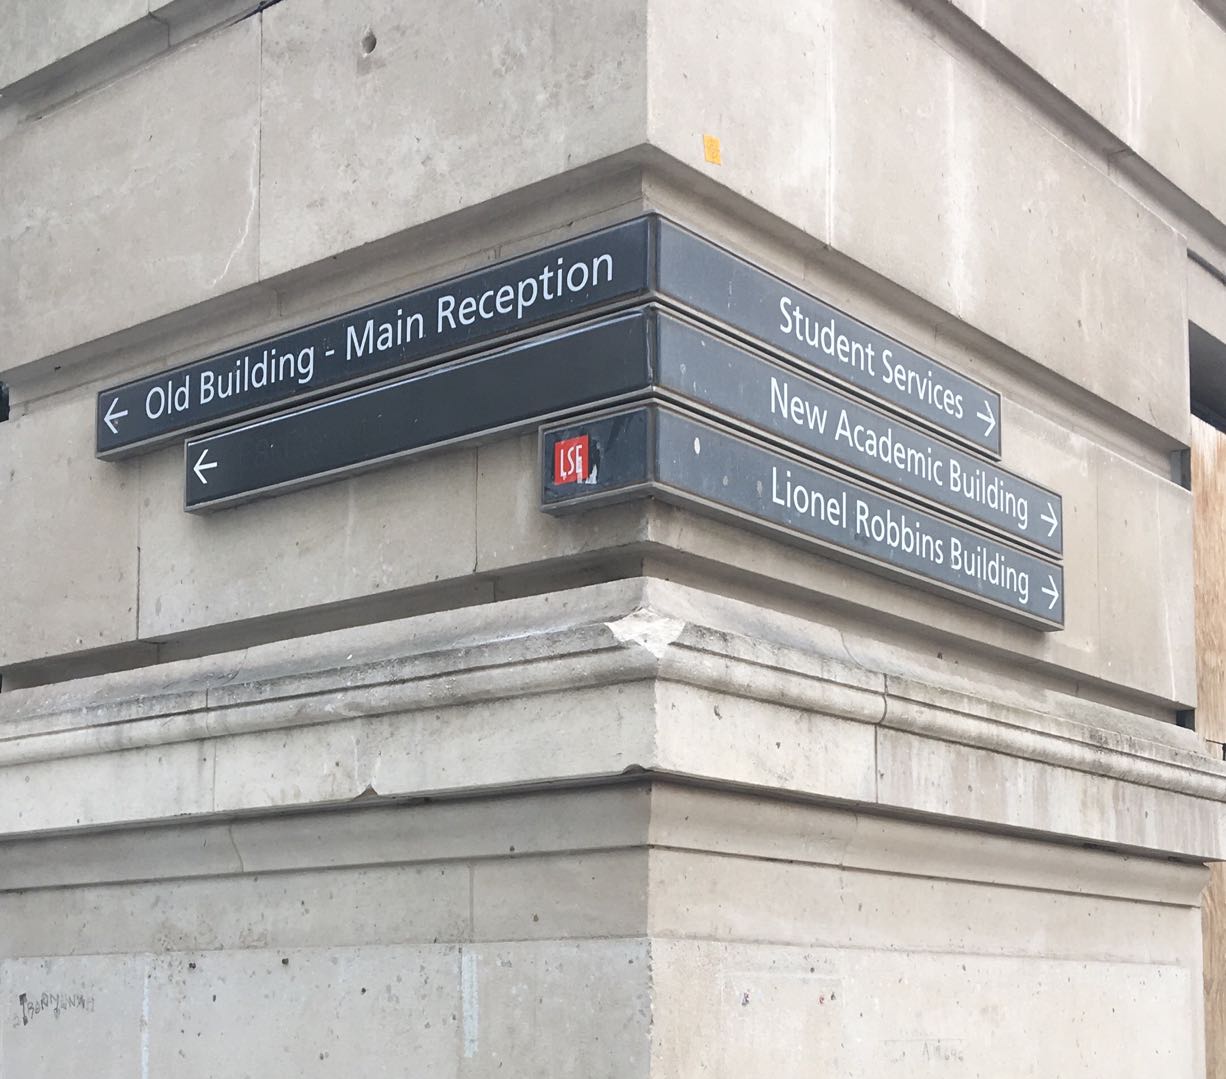 ← Old Building - Main Reception
←
LSE
Student Services →
New Academic Building →
Lionel Robbins Building →